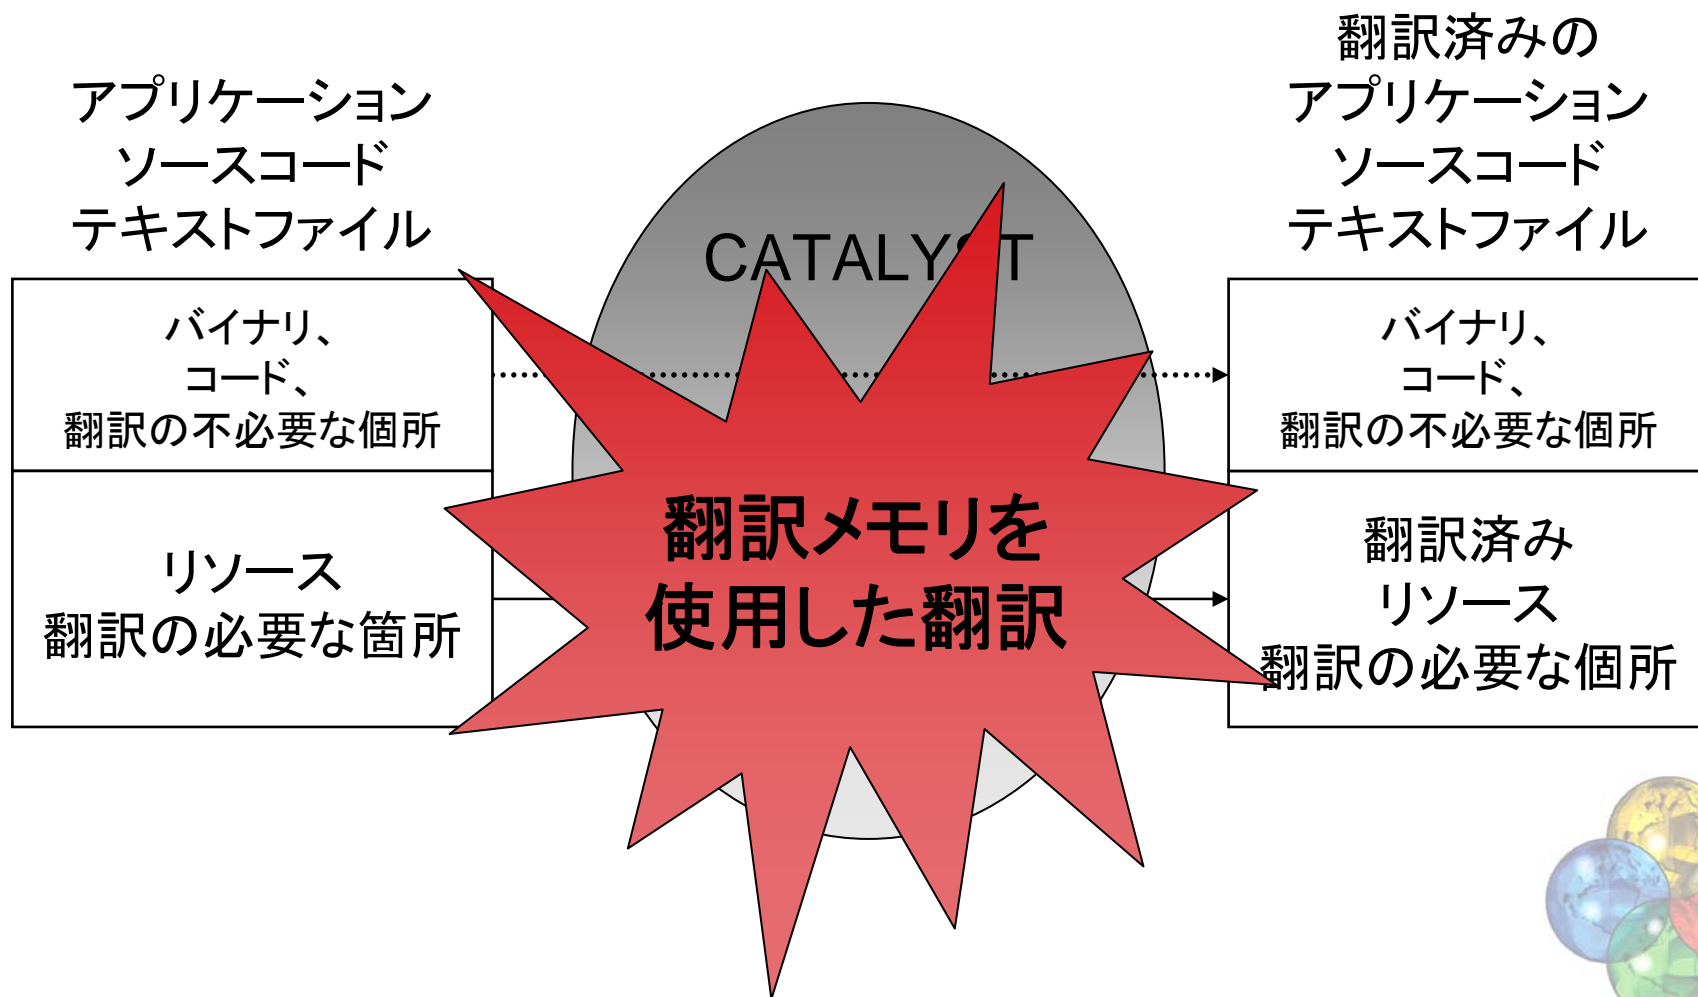 アプリケーション
ソースコード
テキストファイル
バイナリ、
コード、
翻訳の不必要な個所
リソース
翻訳の必要な箇所
CATALYST
翻訳メモリを
使用した翻訳
翻訳済みの
アプリケーション
ソースコード
テキストファイル
バイナリ、
コード、
翻訳の不必要な個所
翻訳済み
リソース
翻訳の必要な個所